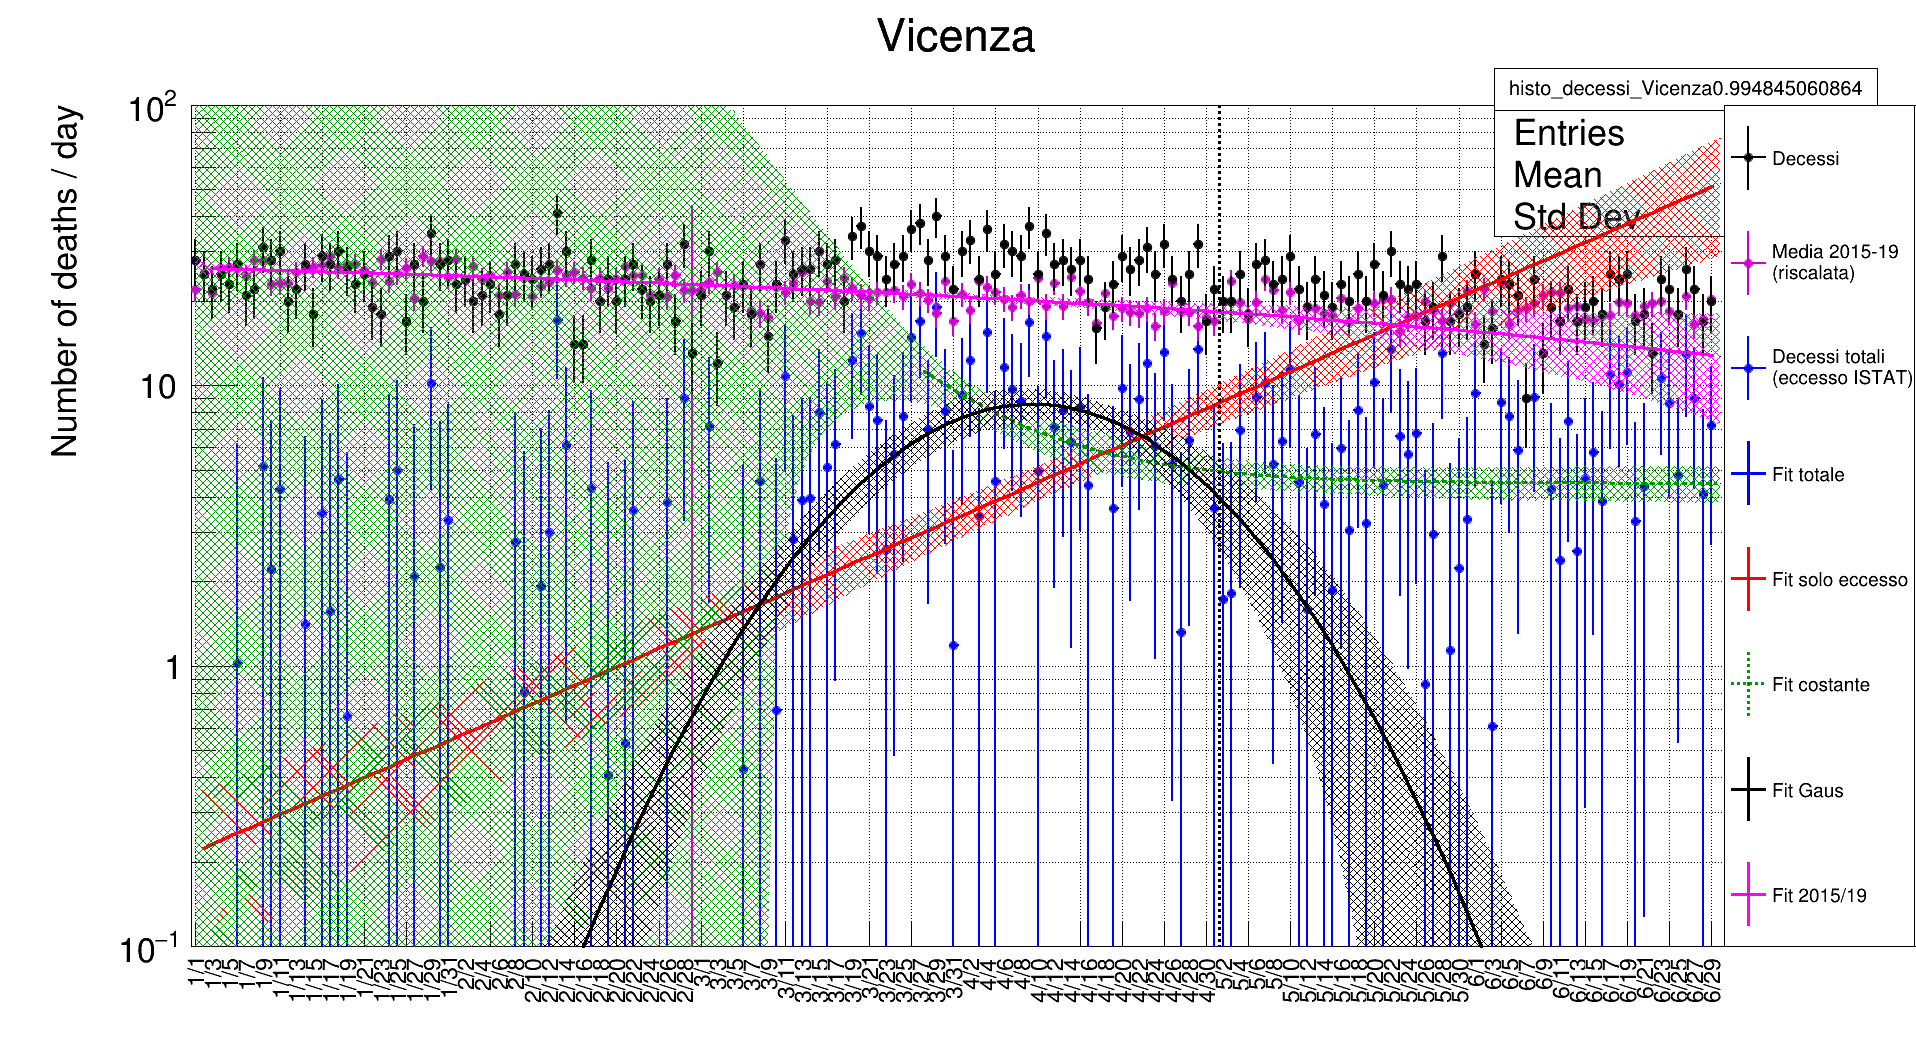 Vicenza
histo_decessi_Vicenza0.994845060864
Entries
Mean
Std Dev
Number of deaths / day
10²
10
1
10⁻¹
Decessi
Media 2015-19
(riscalata)
Decessi totali
(eccesso ISTAT)
Fit totale
Fit solo eccesso
Fit costante
Fit Gaus
Fit 2015/19
1/1 1/3 1/5 1/7 1/9 1/11 1/13 1/15 1/17 1/19 1/21 1/23 1/25 1/27 1/29 1/31 2/2 2/4 2/6 2/8 2/10 2/12 2/14 2/16 2/18 2/20 2/22 2/24 2/26 2/28 3/1 3/3 3/5 3/7 3/9 3/11 3/13 3/15 3/17 3/19 3/21 3/23 3/25 3/27 3/29 3/31 4/2 4/4 4/6 4/8 4/10 4/12 4/14 4/16 4/18 4/20 4/22 4/24 4/26 4/28 4/30 5/2 5/4 5/6 5/8 5/10 5/12 5/14 5/16 5/18 5/20 5/22 5/24 5/26 5/28 5/30 6/1 6/3 6/5 6/7 6/9 6/11 6/13 6/15 6/17 6/19 6/21 6/23 6/25 6/27 6/29